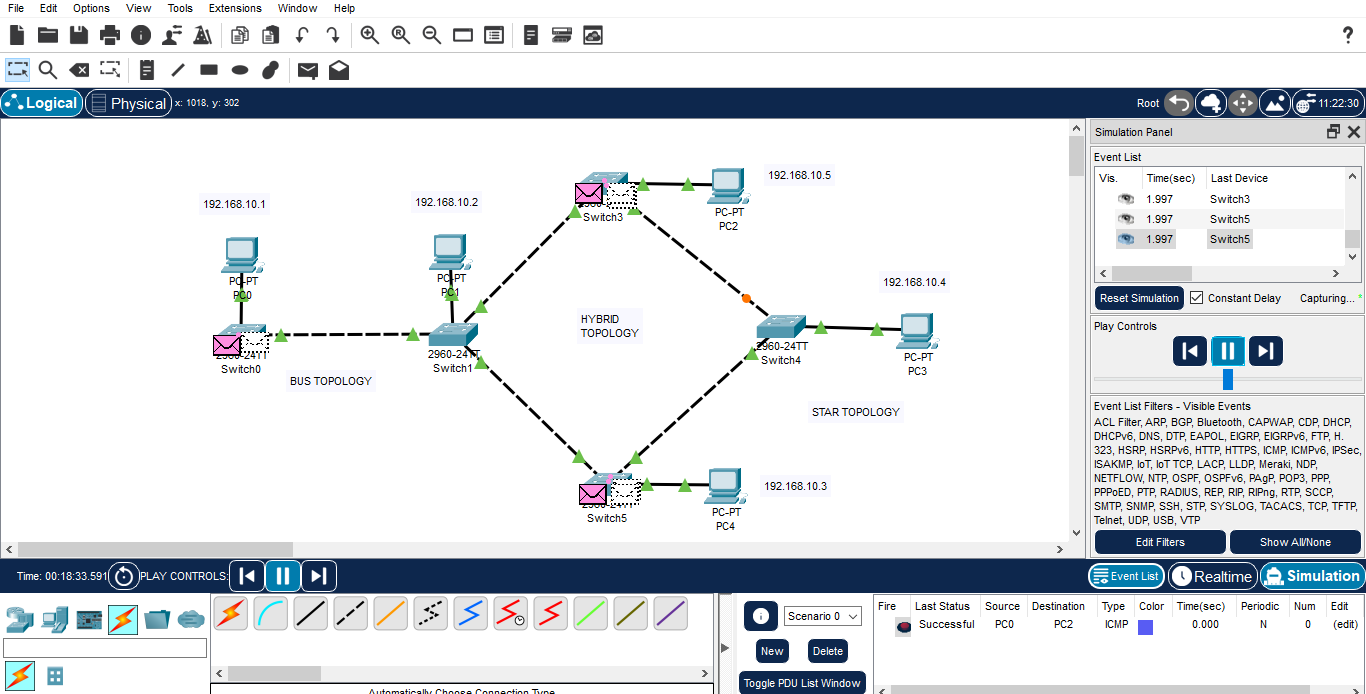 File Edit Options View Tools Extensions Window Help
Logical Physical x: 1018, y: 302 Root 11:22:30
Simulation Panel
Event List
Vis. Time(sec) Last Device
1.997 Switch3
1.997 Switch5
1.997 Switch5
Reset Simulation Constant Delay Capturing...
Play Controls
Event List Filters - Visible Events
ACL Filter, ARP, BGP, Bluetooth, CAPWAP, CDP, DHCP,
DHCPv6, DNS, DTP, EAPOL, EIGRP, EIGRPv6, FTP, H.
323, HSRP, HSRPv6, HTTP, HTTPS, ICMP, ICMPv6, IPSec,
ISAKMP, IoT, IoT TCP, LACP, LLDP, Meraki, NDP,
NETFLOW, NTP, OSPF, OSPFv6, PAgP, POP3, PPP,
PPPoED, PTP, RADIUS, REP, RIP, RIPng, RTP, SCCP,
SMTP, SNMP, SSH, STP, SYSLOG, TACACS, TCP, TFTP,
Telnet, UDP, USB, VTP
Edit Filters Show All/None
192.168.10.5
192.168.10.1
192.168.10.2
Switch3
PC-PT
PC2
PC-PT
PC0
PC-PT
PC1
192.168.10.4
HYBRID
TOPOLOGY
2960-24TT
Switch0
2960-24TT
Switch1
2960-24TT
Switch4
PC-PT
PC3
BUS TOPOLOGY
STAR TOPOLOGY
192.168.10.3
2960-24TT
Switch5
PC-PT
PC4
Time: 00:18:33.591 PLAY CONTROLS:
Event List Realtime Simulation
Automatically Choose Connection Type
Scenario 0
New Delete
Toggle PDU List Window
Fire Last Status Source Destination Type Color Time(sec) Periodic Num Edit
Successful PC0 PC2 ICMP 0.000 N 0 (edit)